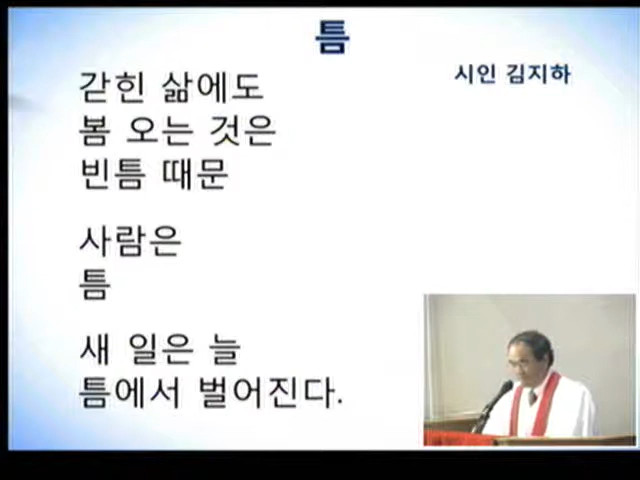 틈
시인 김지하
갇힌 삶에도
봄 오는 것은
빈틈 때문
사람은
틈
새 일은 늘
틈에서 벌어진다.